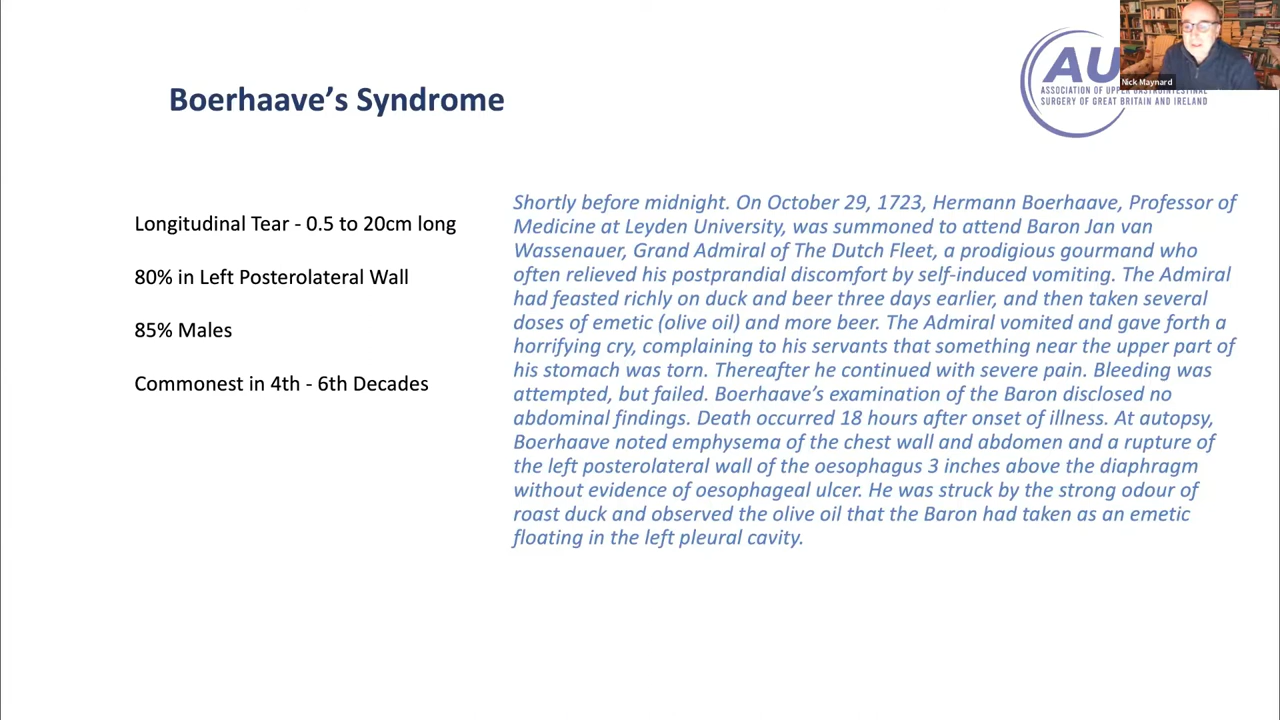 Boerhaave's Syndrome
AU
ASSOCIATION OF UPPER GASTROINTESTINAL
SURGERY OF GREAT BRITAIN AND IRELAND
Nick Maynard
Longitudinal Tear - 0.5 to 20cm long
80% in Left Posterolateral Wall
85% Males
Commonest in 4th - 6th Decades
Shortly before midnight. On October 29, 1723, Hermann Boerhaave, Professor of
Medicine at Leyden University, was summoned to attend Baron Jan van
Wassenauer, Grand Admiral of The Dutch Fleet, a prodigious gourmand who
often relieved his postprandial discomfort by self-induced vomiting. The Admiral
had feasted richly on duck and beer three days earlier, and then taken several
doses of emetic (olive oil) and more beer. The Admiral vomited and gave forth a
horrifying cry, complaining to his servants that something near the upper part of
his stomach was torn. Thereafter he continued with severe pain. Bleeding was
attempted, but failed. Boerhaave's examination of the Baron disclosed no
abdominal findings. Death occurred 18 hours after onset of illness. At autopsy,
Boerhaave noted emphysema of the chest wall and abdomen and a rupture of
the left posterolateral wall of the oesophagus 3 inches above the diaphragm
without evidence of oesophageal ulcer. He was struck by the strong odour of
roast duck and observed the olive oil that the Baron had taken as an emetic
floating in the left pleural cavity.